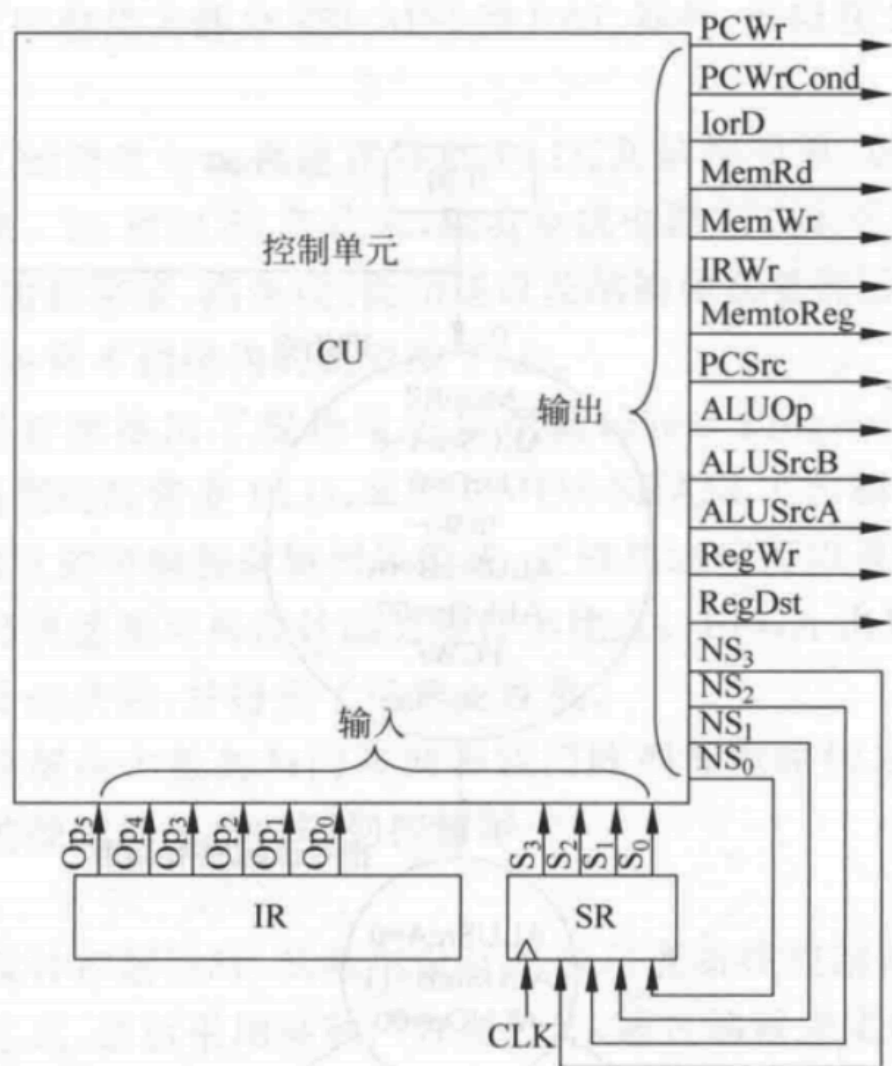 PCWr
PCWrCond
IorD
MemRd
MemWr
控制单元
IRWr
CU
MemtoReg
PCSrc
输出
ALUOp
ALUSrcB
ALUSrcA
RegWr
RegDst
NS₃
NS₂
输入
NS₁
NS₀
Op₅ Op₄ Op₃ Op₂ Op₁ Op₀ S₃ S₂ S₁ S₀
IR SR
CLK